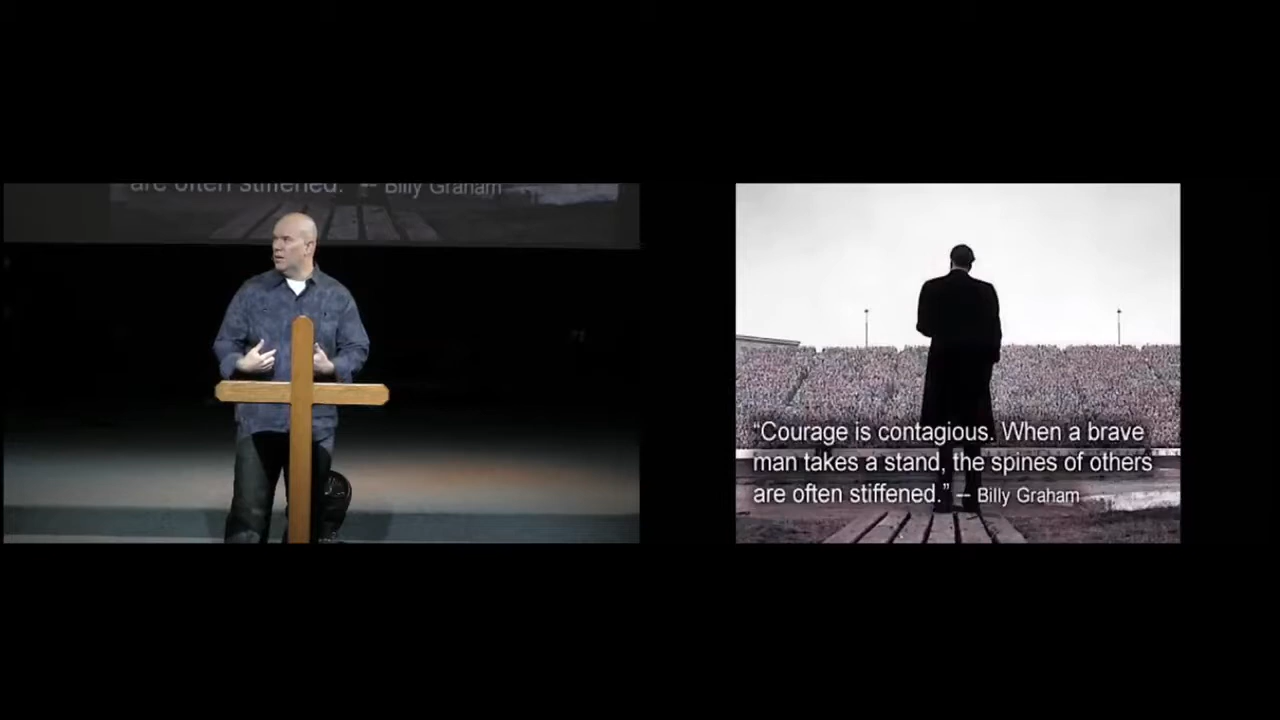 are often stiffened.” -- Billy Graham
“Courage is contagious. When a brave
man takes a stand, the spines of others
are often stiffened.” -- Billy Graham